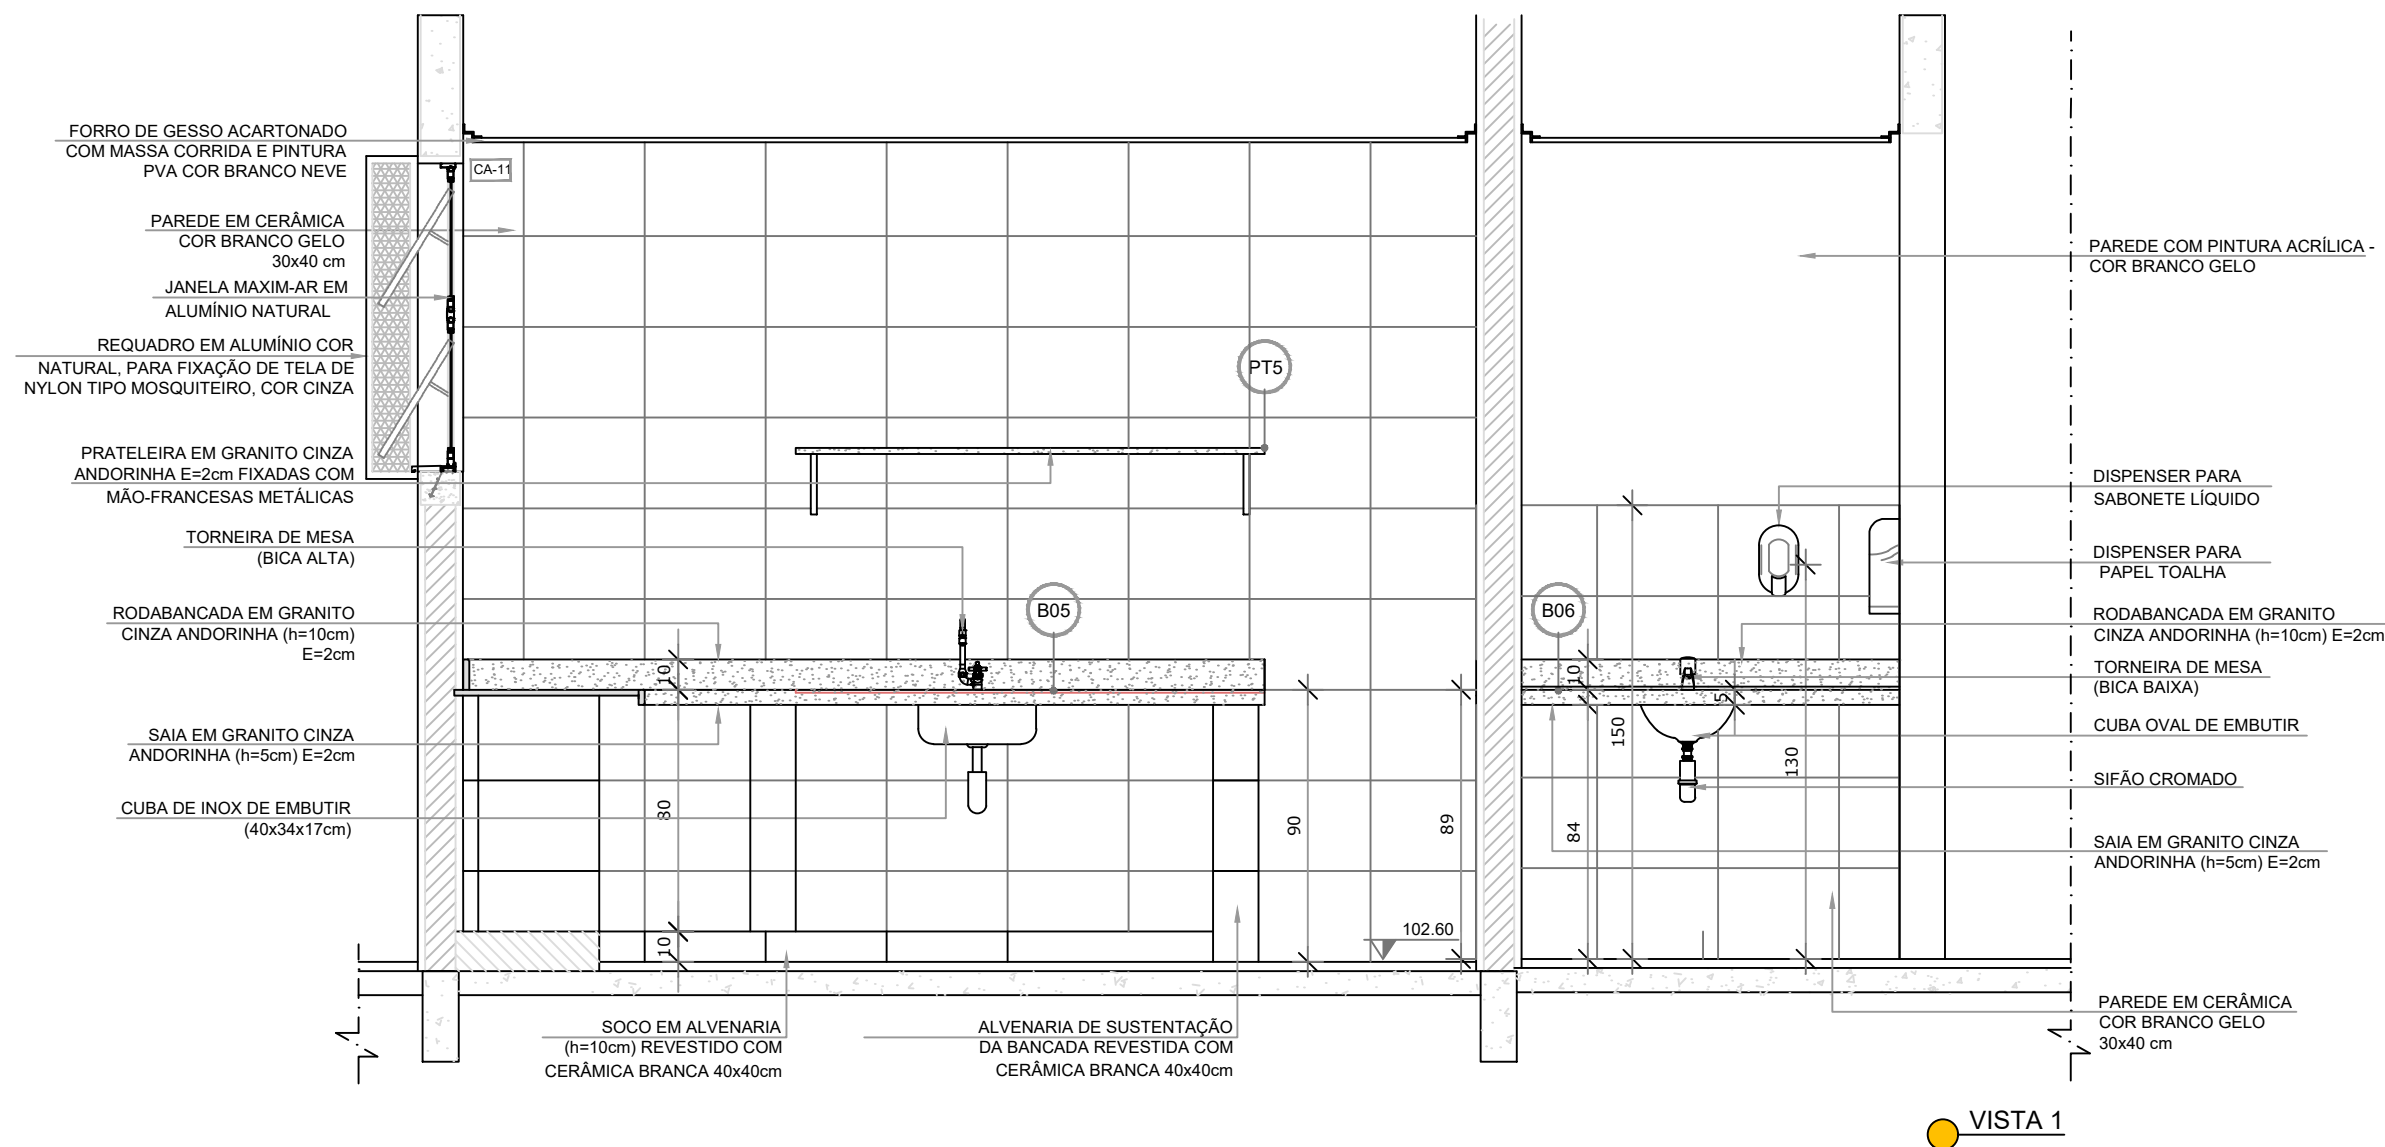 FORRO DE GESSO ACARTONADO
COM MASSA CORRIDA E PINTURA
PVA COR BRANCO NEVE
CA-11
PAREDE EM CERÂMICA
COR BRANCO GELO
30x40 cm
JANELA MAXIM-AR EM
ALUMÍNIO NATURAL
REQUADRO EM ALUMÍNIO COR
NATURAL, PARA FIXAÇÃO DE TELA DE
NYLON TIPO MOSQUITEIRO, COR CINZA
PRATELEIRA EM GRANITO CINZA
ANDORINHA E=2cm FIXADAS COM
MÃO-FRANCESAS METÁLICAS
TORNEIRA DE MESA
(BICA ALTA)
RODABANCADA EM GRANITO
CINZA ANDORINHA (h=10cm)
E=2cm
SAIA EM GRANITO CINZA
ANDORINHA (h=5cm) E=2cm
CUBA DE INOX DE EMBUTIR
(40x34x17cm)
PT5
B05
B06
10
80
10
90
89
102.60
10
5
150
130
84
SOCO EM ALVENARIA
(h=10cm) REVESTIDO COM
CERÂMICA BRANCA 40x40cm
ALVENARIA DE SUSTENTAÇÃO
DA BANCADA REVESTIDA COM
CERÂMICA BRANCA 40x40cm
PAREDE COM PINTURA ACRÍLICA -
COR BRANCO GELO
DISPENSER PARA
SABONETE LÍQUIDO
DISPENSER PARA
PAPEL TOALHA
RODABANCADA EM GRANITO
CINZA ANDORINHA (h=10cm) E=2cm
TORNEIRA DE MESA
(BICA BAIXA)
CUBA OVAL DE EMBUTIR
SIFÃO CROMADO
SAIA EM GRANITO CINZA
ANDORINHA (h=5cm) E=2cm
PAREDE EM CERÂMICA
COR BRANCO GELO
30x40 cm
VISTA 1